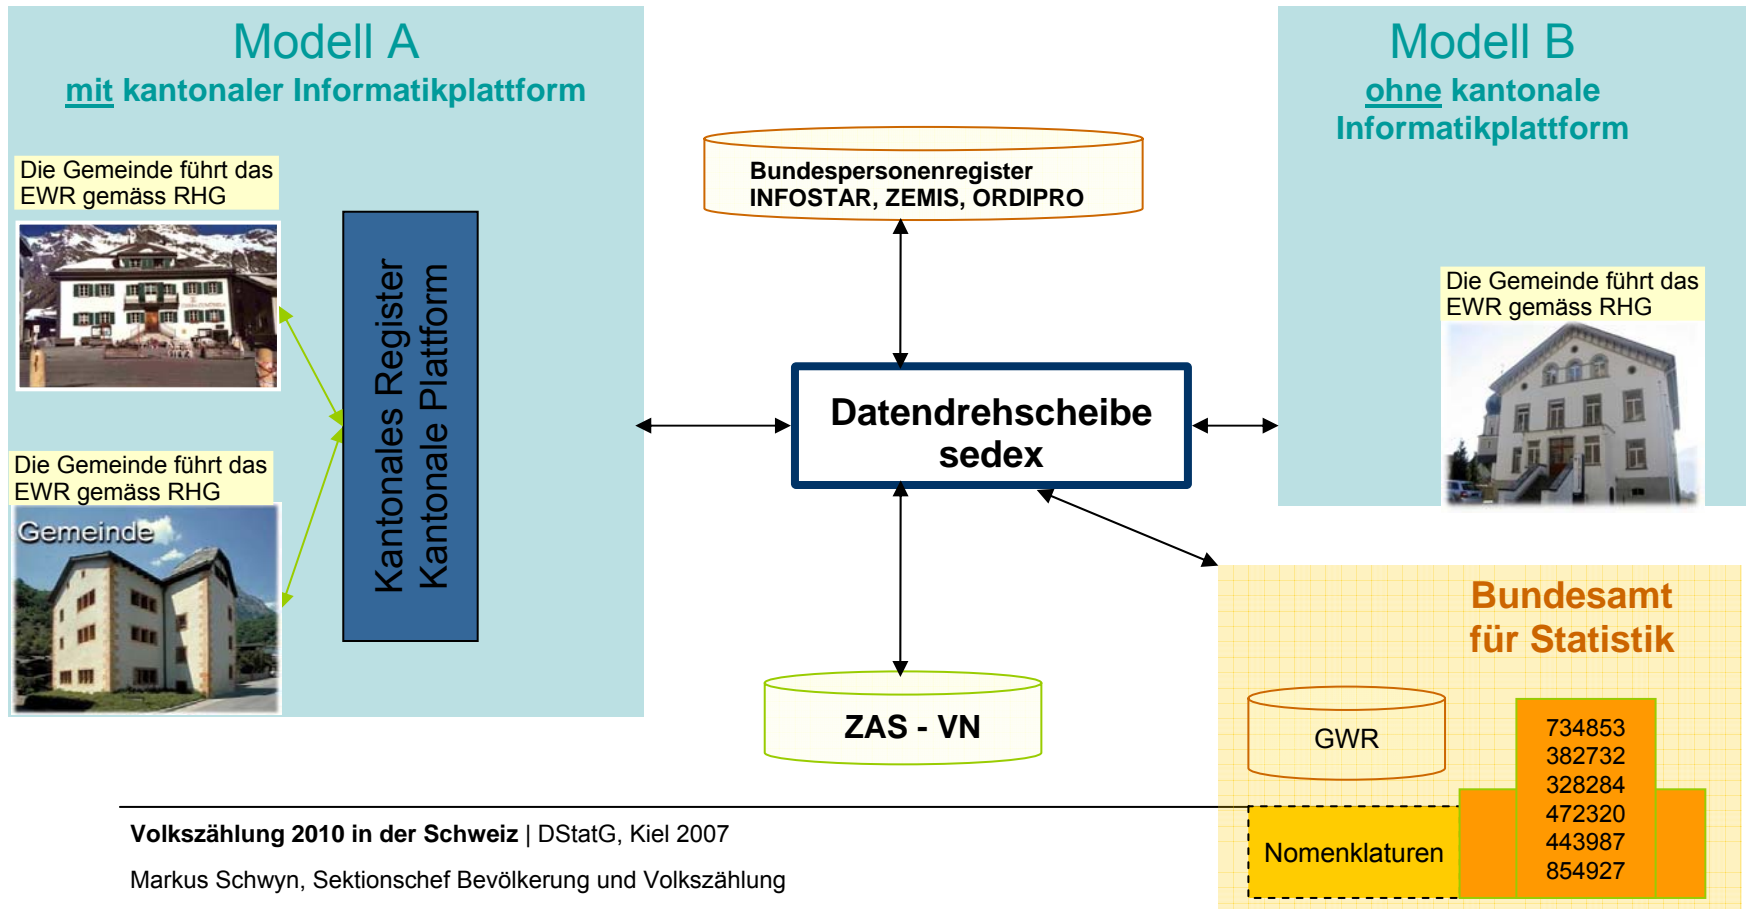 Modell A
mit kantonaler Informatikplattform
Die Gemeinde führt das
EWR gemäss RHG
Die Gemeinde führt das
EWR gemäss RHG
Gemeinde
Kantonales Register
Kantonale Plattform
Bundespersonenregister
INFOSTAR, ZEMIS, ORDIPRO
Datendrehscheibe
sedex
ZAS - VN
Modell B
ohne kantonale
Informatikplattform
Die Gemeinde führt das
EWR gemäss RHG
Bundesamt
für Statistik
GWR
Nomenklaturen
734853
382732
328284
472320
443987
854927
Volkszählung 2010 in der Schweiz | DStatG, Kiel 2007
Markus Schwyn, Sektionschef Bevölkerung und Volkszählung